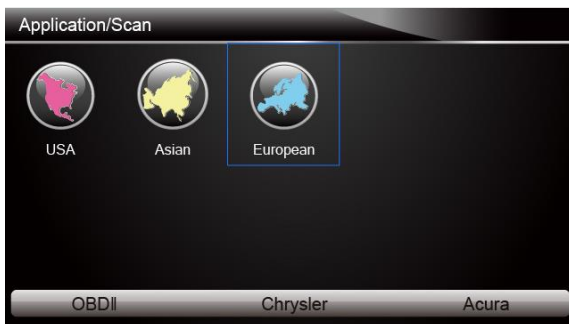 Application/Scan
USA Asian European
OBDⅡ Chrysler Acura